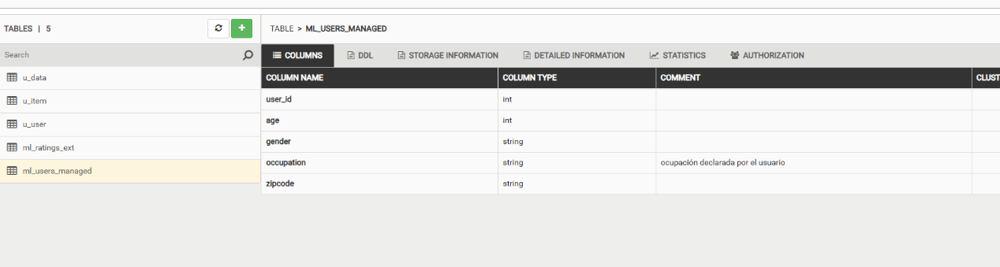 TABLES | 5
TABLE > ML_USERS_MANAGED
Search
COLUMNS DDL STORAGE INFORMATION DETAILED INFORMATION STATISTICS AUTHORIZATION
u_data
u_item
u_user
ml_ratings_ext
ml_users_managed
COLUMN NAME COLUMN TYPE COMMENT CLUST
user_id int
age int
gender string
occupation string ocupación declarada por el usuario
zipcode string